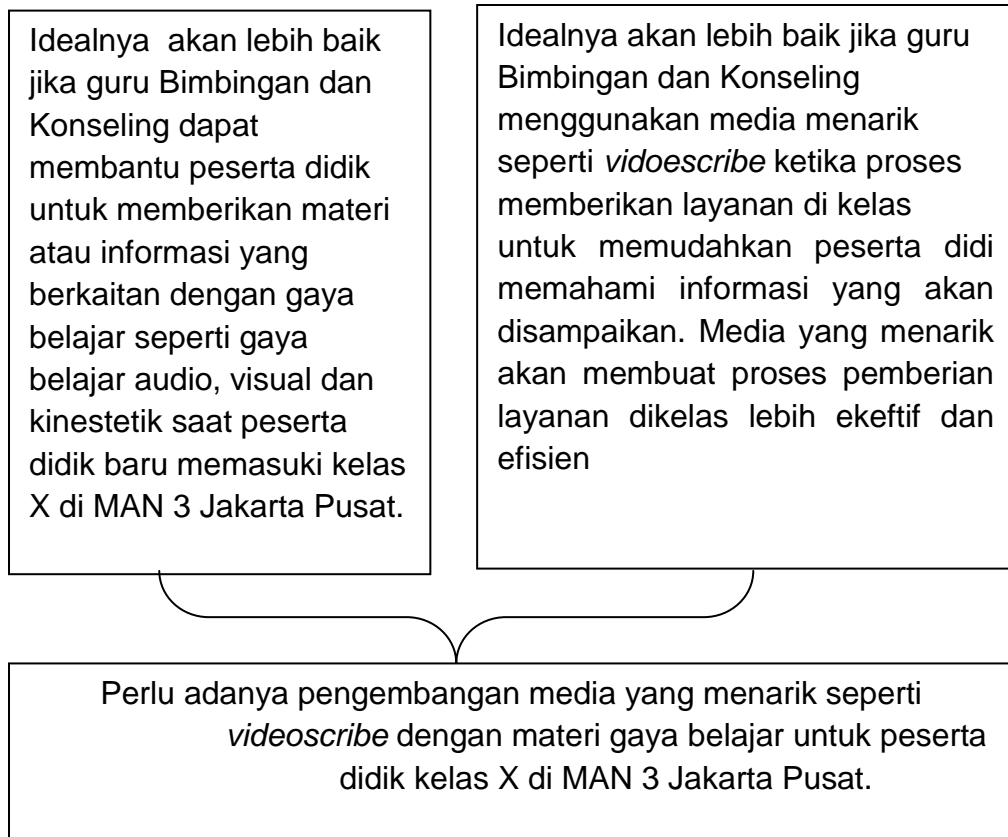 Idealnya akan lebih baik
jika guru Bimbingan dan
Konseling dapat
membantu peserta didik
untuk memberikan materi
atau informasi yang
berkaitan dengan gaya
belajar seperti gaya
belajar audio, visual dan
kinestetik saat peserta
didik baru memasuki kelas
X di MAN 3 Jakarta Pusat.
Idealnya akan lebih baik jika guru
Bimbingan dan Konseling
menggunakan media menarik
seperti vidoescribe ketika proses
memberikan layanan di kelas
untuk memudahkan peserta didi
memahami informasi yang akan
disampaikan. Media yang menarik
akan membuat proses pemberian
layanan dikelas lebih ekeftif dan
efisien
Perlu adanya pengembangan media yang menarik seperti
videoscribe dengan materi gaya belajar untuk peserta
didik kelas X di MAN 3 Jakarta Pusat.